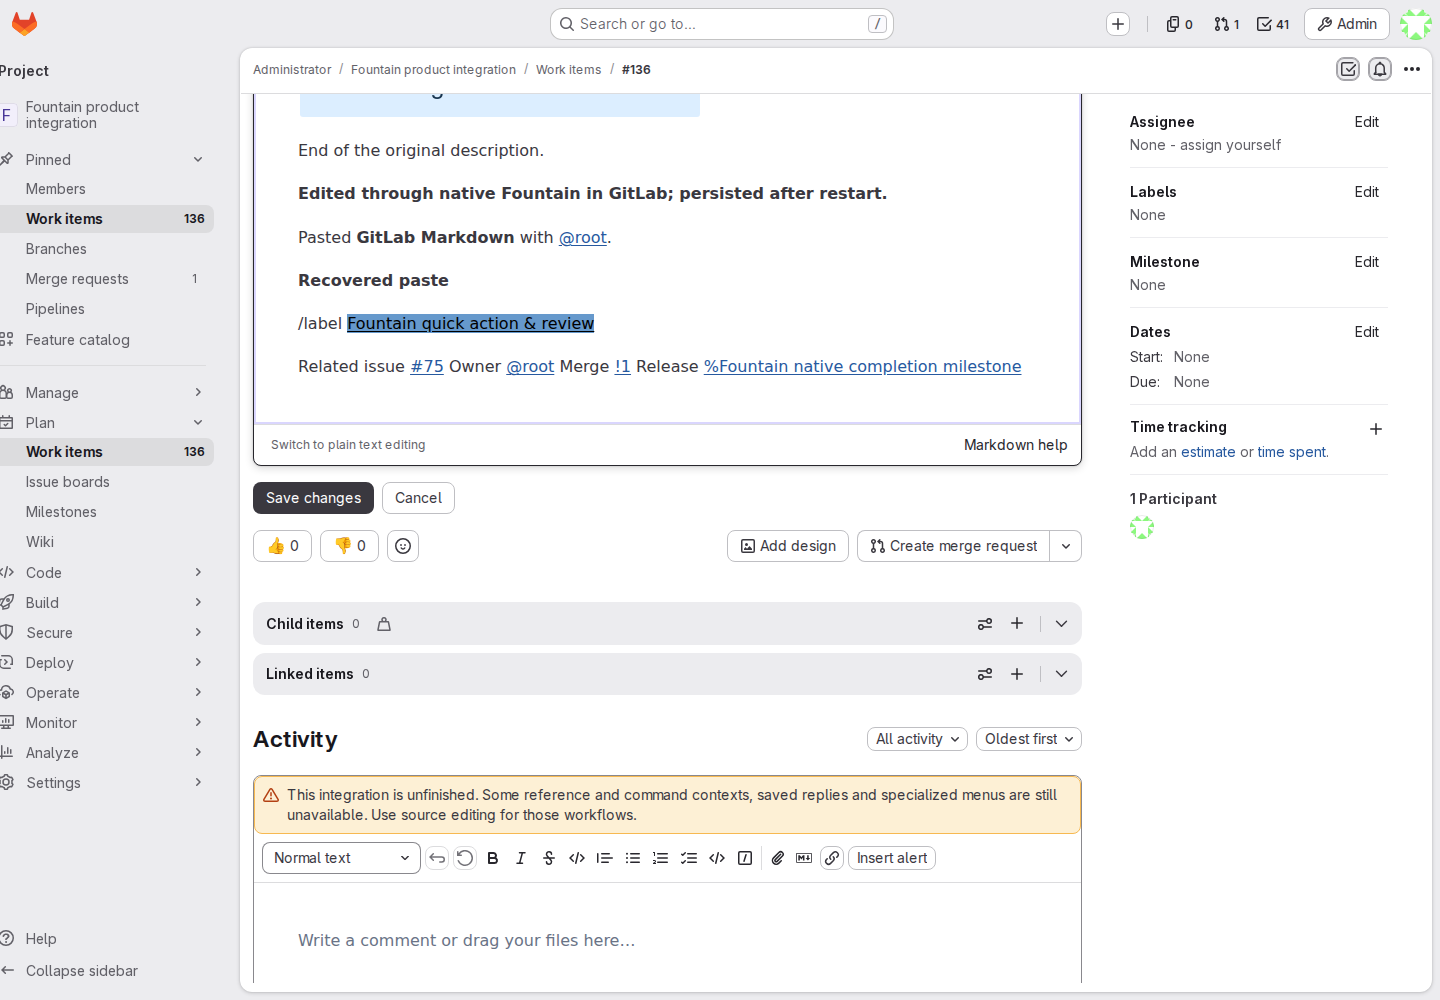 Search or go to...
/
0
1
41
Admin
Project
F
Fountain product
integration
Pinned
Members
Work items 136
Branches
Merge requests 1
Pipelines
Feature catalog
Manage
Plan
Work items 136
Issue boards
Milestones
Wiki
Code
Build
Secure
Deploy
Operate
Monitor
Analyze
Settings
Help
Collapse sidebar
Administrator / Fountain product integration / Work items / #136
End of the original description.
Edited through native Fountain in GitLab; persisted after restart.
Pasted GitLab Markdown with @root.
Recovered paste
/label Fountain quick action & review
Related issue #75 Owner @root Merge !1 Release %Fountain native completion milestone
Switch to plain text editing
Markdown help
Save changes
Cancel
👍 0
👎 0
Add design
Create merge request
Child items 0
Linked items 0
Activity
All activity
Oldest first
This integration is unfinished. Some reference and command contexts, saved replies and specialized menus are still
unavailable. Use source editing for those workflows.
Normal text
Insert alert
Write a comment or drag your files here…
Assignee Edit
None - assign yourself
Labels Edit
None
Milestone Edit
None
Dates Edit
Start: None
Due: None
Time tracking
Add an estimate or time spent.
1 Participant